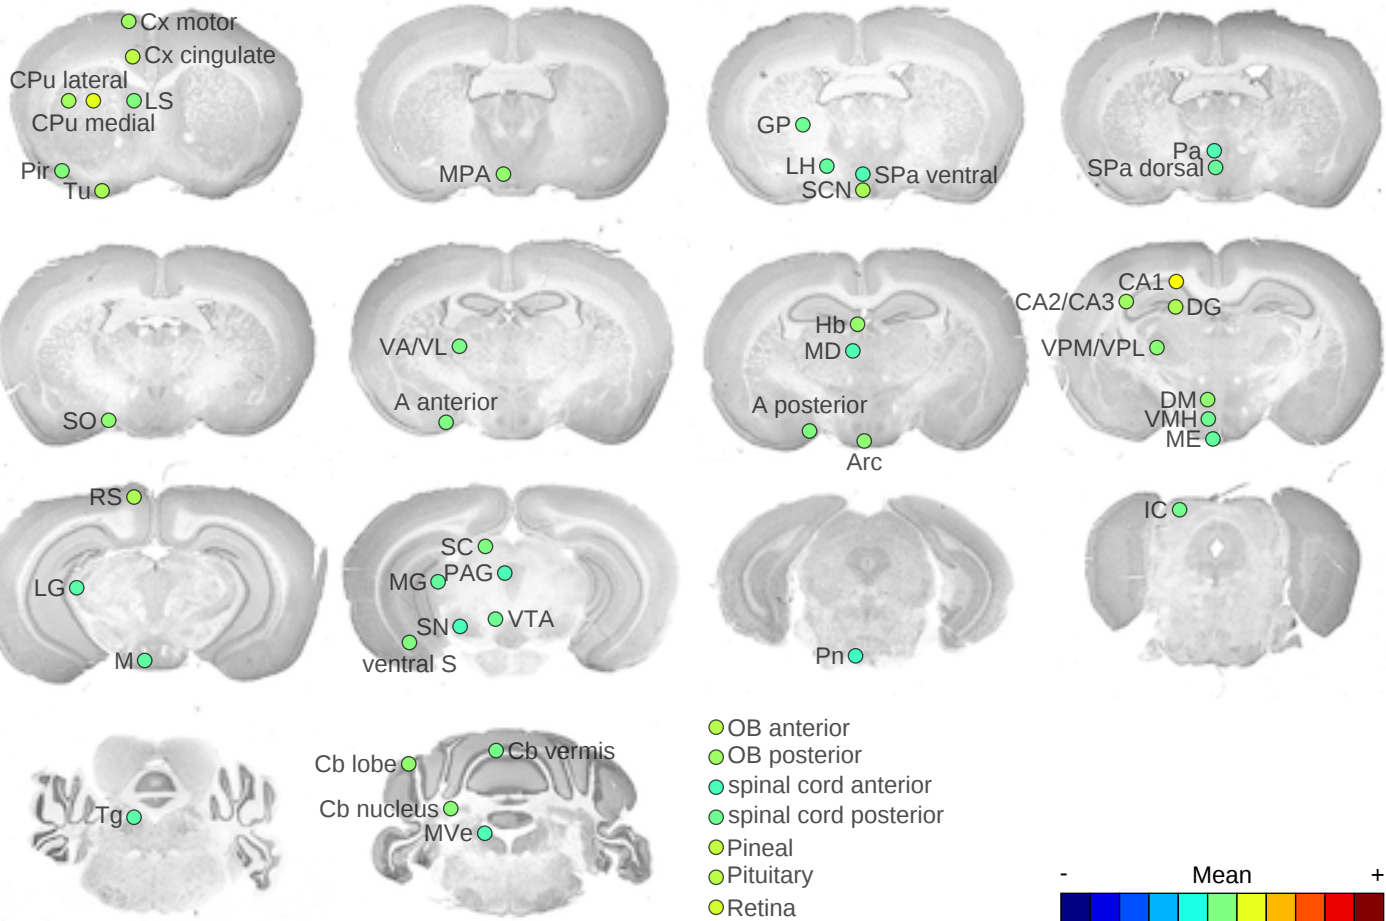 Cx motor
Cx cingulate
CPu lateral
LS
CPu medial
Pir
Tu
MPA
GP
LH
SPa ventral
SCN
Pa
SPa dorsal
SO
VA/VL
A anterior
Hb
MD
A posterior
Arc
CA1
CA2/CA3
DG
VPM/VPL
DM
VMH
ME
RS
LG
M
SC
MG
PAG
SN
VTA
ventral S
Pn
IC
Tg
Cb lobe
Cb vermis
Cb nucleus
MVe
OB anterior
OB posterior
spinal cord anterior
spinal cord posterior
Pineal
Pituitary
Retina
- Mean +